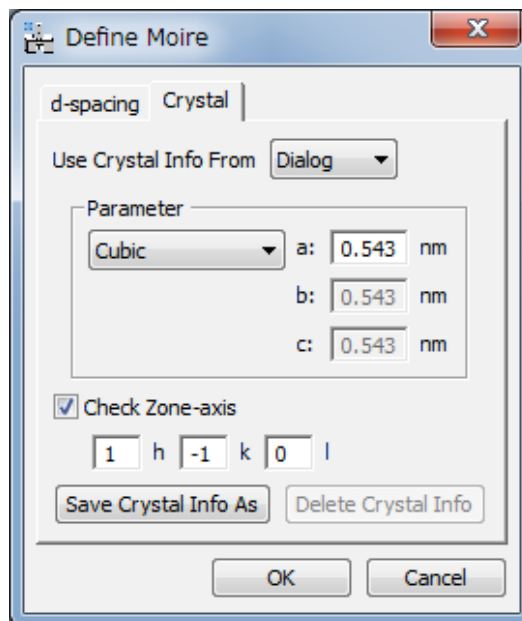 Define Moire
d-spacing Crystal
Use Crystal Info From Dialog
Parameter
Cubic a: 0.543 nm
b: 0.543 nm
c: 0.543 nm
Check Zone-axis
1 h -1 k 0 l
Save Crystal Info As Delete Crystal Info
OK Cancel